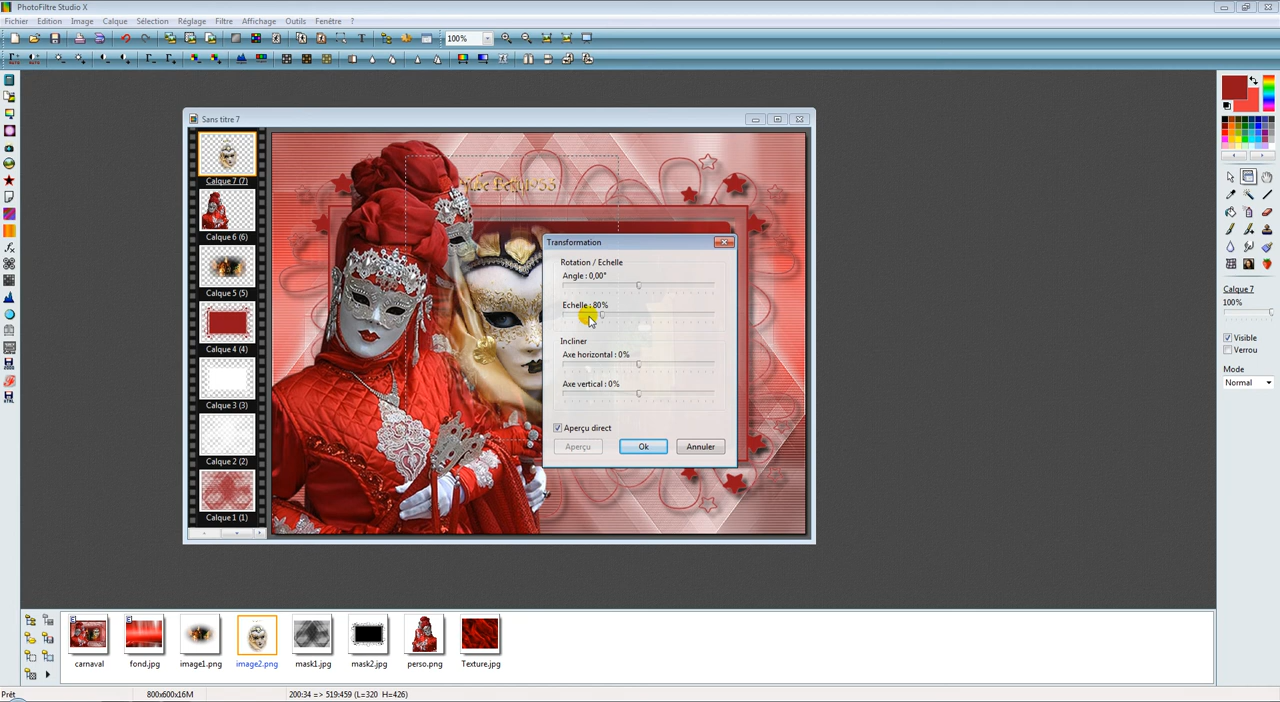 PhotoFiltre Studio X
Fichier Edition Image Calque Sélection Réglage Filtre Affichage Outils Fenêtre ?
100%
Sans titre 7
Calque 7 (7)
Calque 6 (6)
Calque 5 (5)
Calque 4 (4)
Calque 3 (3)
Calque 2 (2)
Calque 1 (1)
Transformation
Rotation / Echelle
Angle : 0,00°
Echelle : 80%
Incliner
Axe horizontal : 0%
Axe vertical : 0%
Aperçu direct
Aperçu Ok Annuler
Calque 7
100%
Visible
Verrou
Mode
Normal
carnaval fond.jpg image1.png image2.png mask1.jpg mask2.jpg perso.png Texture.jpg
Prêt 800x600x16M 200:34 => 519:459 (L=320 H=426)